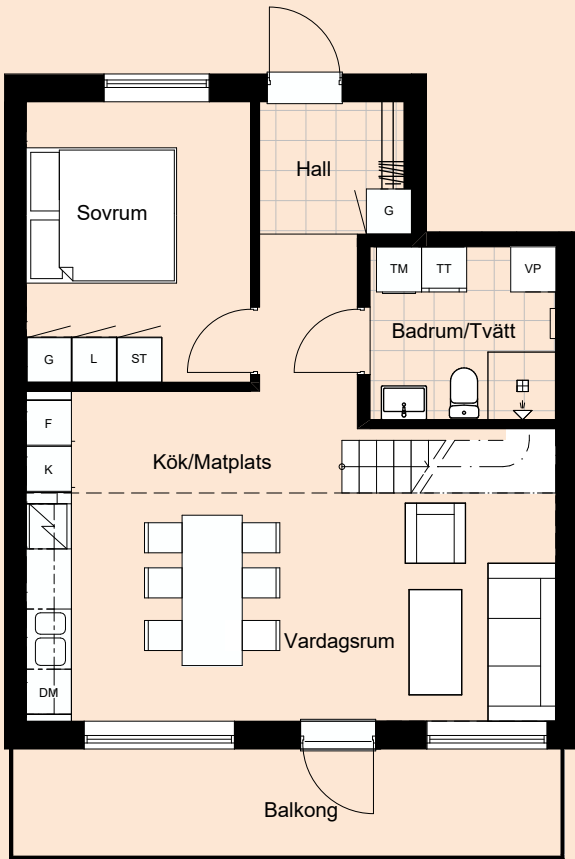 Hall
G
Sovrum
TM
TT
VP
Badrum/Tvätt
G
L
ST
F
K
Kök/Matplats
Vardagsrum
DM
Balkong